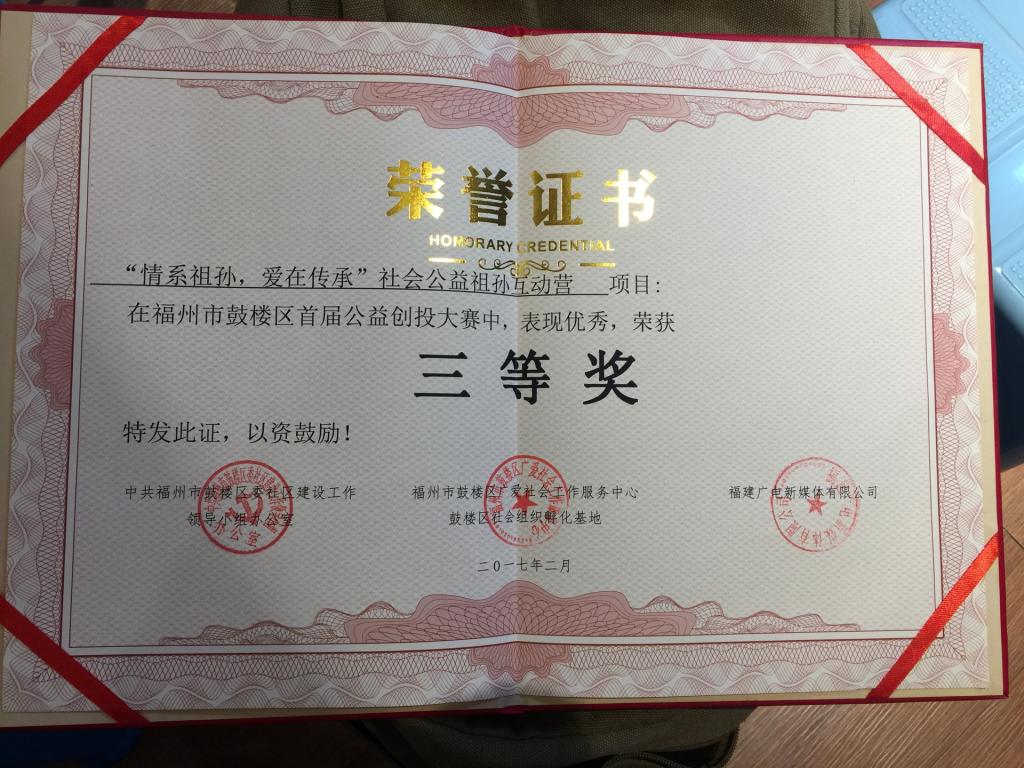 荣誉证书
HONORARY CREDENTIAL
“情系祖孙，爱在传承”社会公益祖孙互动营 项目：
在福州市鼓楼区首届公益创投大赛中，表现优秀，荣获
三等奖
特发此证，以资鼓励！
中共福州市鼓楼区委社区建设工作 福州市鼓楼区广爱社会工作服务中心 福建广电新媒体有限公司
领导小组办公室 鼓楼区社会组织孵化基地
二〇一七年二月